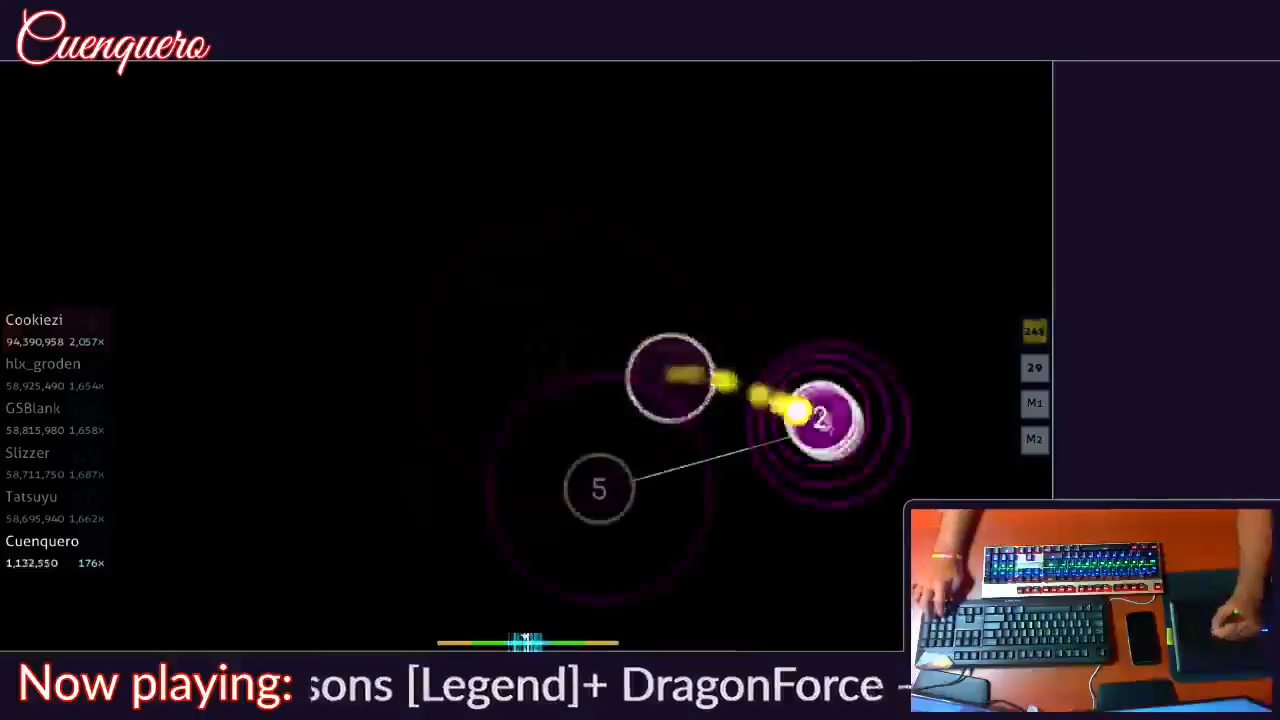 Cuenquero
Cookiezi
94,390,958 2,057x
hlx_groden
58,925,490 1,654x
GSBlank
58,815,980 1,658x
Slizzer
58,711,750 1,687x
Tatsuyu
58,695,940 1,662x
Cuenquero
1,132,550 176x
2
5
29
M1
M2
Now playing: sons [Legend]+ DragonForce -